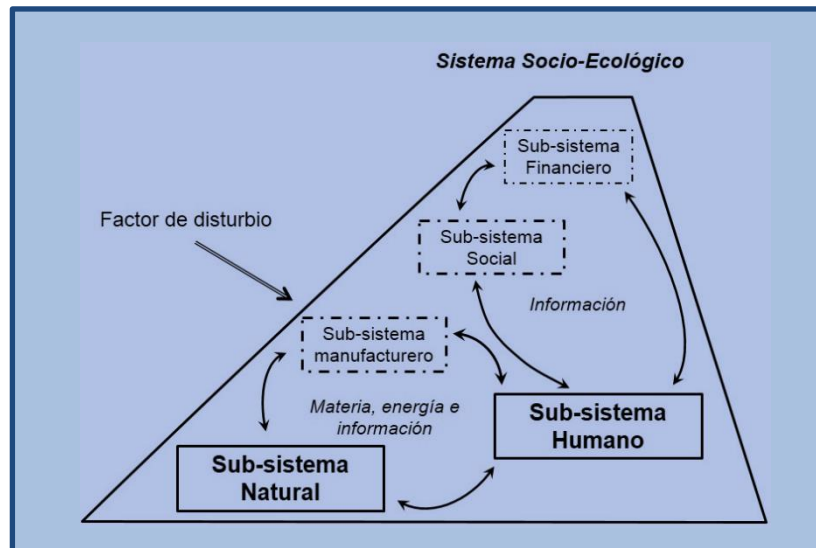 Sistema Socio-Ecológico
Sub-sistema
Financiero
Factor de disturbio
Sub-sistema
Social
Información
Sub-sistema
manufacturero
Materia, energía e
información
Sub-sistema
Humano
Sub-sistema
Natural